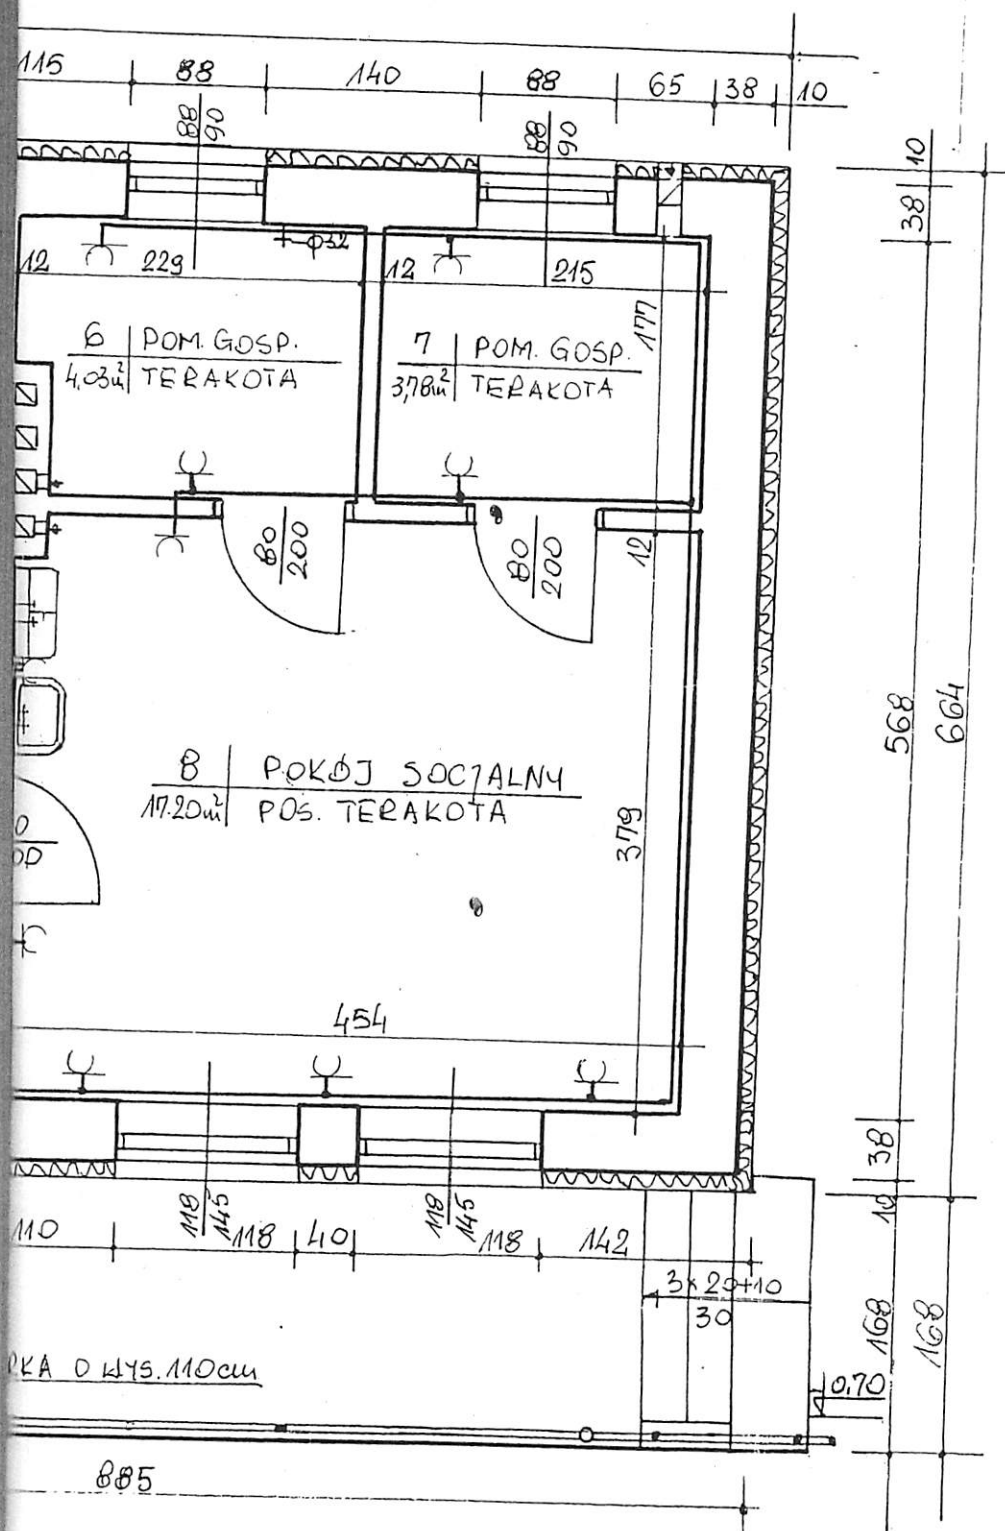 115 88 140 88 65 38 10
88
90
88
90
10
38
φ32
12 229 12 215
177
6 POM. GOSP.
4,03m² TERAKOTA
7 POM. GOSP.
3,78m² TERAKOTA
80
200
80
200
12
568
664
8 POKÓJ SOCJALNY
17.20m² POS. TERAKOTA
379
454
38
10
118
145
118
145
110 118 40 118 142
3x20+10
30
168
168
RKA O WYS. 110cm
0.70
885